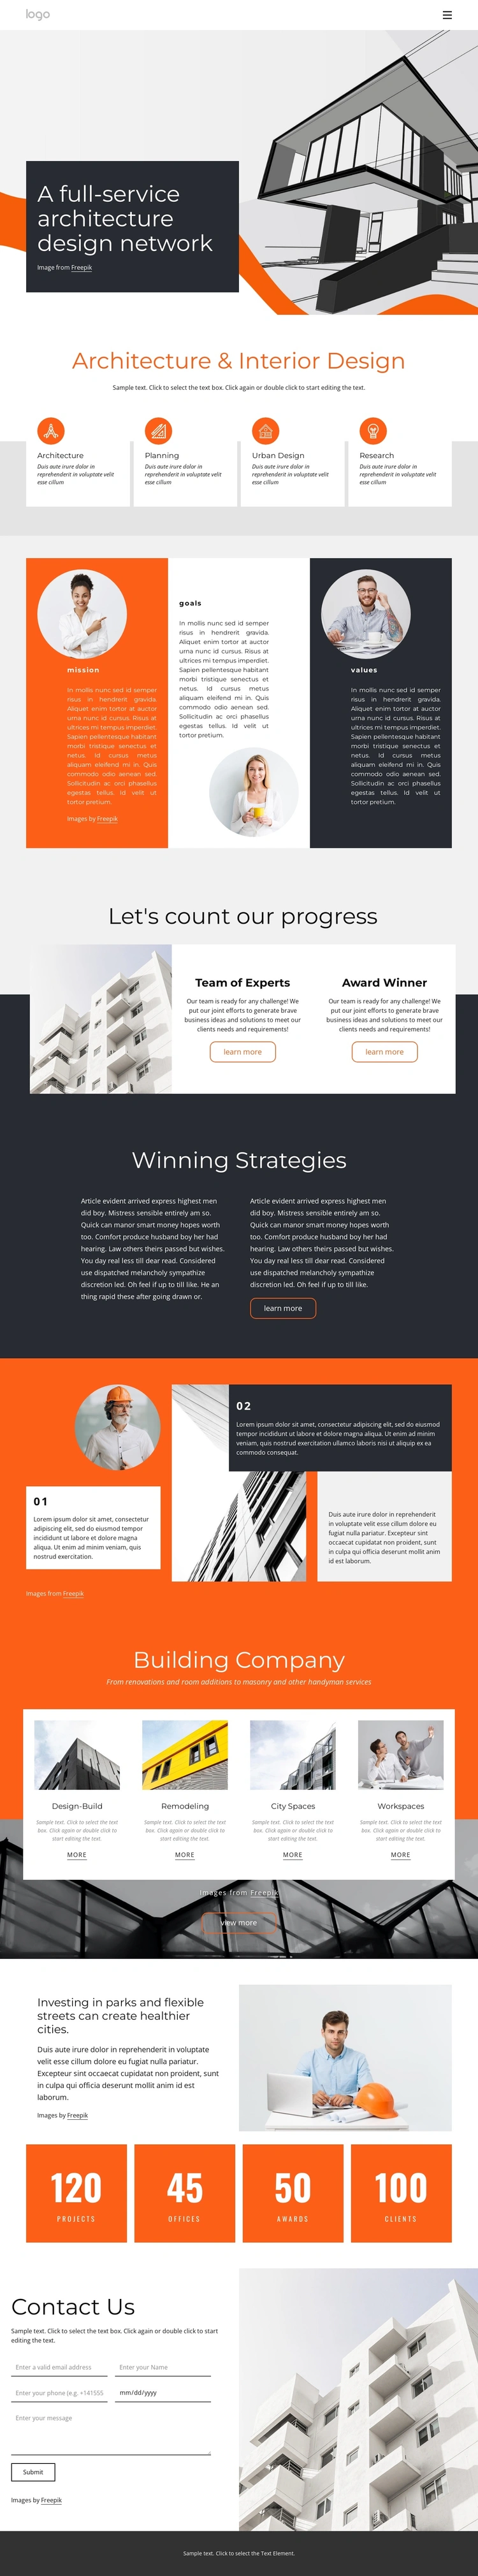 logo
A full-service
architecture
design network
Image from Freepik
Architecture & Interior Design
Sample text. Click to select the text box. Click again or double click to start editing the text.
Architecture
Duis aute irure dolor in
reprehenderit in voluptate velit
esse cillum
Planning
Duis aute irure dolor in
reprehenderit in voluptate velit
esse cillum
Urban Design
Duis aute irure dolor in
reprehenderit in voluptate velit
esse cillum
Research
Duis aute irure dolor in
reprehenderit in voluptate velit
esse cillum
mission
In mollis nunc sed id semper
risus in hendrerit gravida.
Aliquet enim tortor at auctor
urna nunc id cursus. Risus at
ultrices mi tempus imperdiet.
Sapien pellentesque habitant
morbi tristique senectus et
netus. Id cursus metus
aliquam eleifend mi in. Quis
commodo odio aenean sed.
Sollicitudin ac orci phasellus
egestas tellus. Id velit ut
tortor pretium.
Images by Freepik
goals
In mollis nunc sed id semper
risus in hendrerit gravida.
Aliquet enim tortor at auctor
urna nunc id cursus. Risus at
ultrices mi tempus imperdiet.
Sapien pellentesque habitant
morbi tristique senectus et
netus. Id cursus metus
aliquam eleifend mi in. Quis
commodo odio aenean sed.
Sollicitudin ac orci phasellus
egestas tellus. Id velit ut
tortor pretium.
values
In mollis nunc sed id semper
risus in hendrerit gravida.
Aliquet enim tortor at auctor
urna nunc id cursus. Risus at
ultrices mi tempus imperdiet.
Sapien pellentesque habitant
morbi tristique senectus et
netus. Id cursus metus
aliquam eleifend mi in. Quis
commodo odio aenean sed.
Sollicitudin ac orci phasellus
egestas tellus. Id velit ut
tortor pretium.
Let's count our progress
Team of Experts
Our team is ready for any challenge! We
put our joint efforts to generate brave
business ideas and solutions to meet our
clients needs and requirements!
learn more
Award Winner
Our team is ready for any challenge! We
put our joint efforts to generate brave
business ideas and solutions to meet our
clients needs and requirements!
learn more
Winning Strategies
Article evident arrived express highest men
did boy. Mistress sensible entirely am so.
Quick can manor smart money hopes worth
too. Comfort produce husband boy her had
hearing. Law others theirs passed but wishes.
You day real less till dear read. Considered
use dispatched melancholy sympathize
discretion led. Oh feel if up to till like. He an
thing rapid these after going drawn or.
Article evident arrived express highest men
did boy. Mistress sensible entirely am so.
Quick can manor smart money hopes worth
too. Comfort produce husband boy her had
hearing. Law others theirs passed but wishes.
You day real less till dear read. Considered
use dispatched melancholy sympathize
discretion led. Oh feel if up to till like.
learn more
01
Lorem ipsum dolor sit amet, consectetur
adipiscing elit, sed do eiusmod tempor
incididunt ut labore et dolore magna
aliqua. Ut enim ad minim veniam, quis
nostrud exercitation.
02
Lorem ipsum dolor sit amet, consectetur adipiscing elit, sed do eiusmod
tempor incididunt ut labore et dolore magna aliqua. Ut enim ad minim
veniam, quis nostrud exercitation ullamco laboris nisi ut aliquip ex ea
commodo consequat.
Duis aute irure dolor in reprehenderit
in voluptate velit esse cillum dolore eu
fugiat nulla pariatur. Excepteur sint
occaecat cupidatat non proident, sunt
in culpa qui officia deserunt mollit anim
id est laborum.
Images from Freepik
Building Company
From renovations and room additions to masonry and other handyman services
Design-Build
Sample text. Click to select the text
box. Click again or double click to
start editing the text.
MORE
Remodeling
Sample text. Click to select the text
box. Click again or double click to
start editing the text.
MORE
City Spaces
Sample text. Click to select the text
box. Click again or double click to
start editing the text.
MORE
Workspaces
Sample text. Click to select the text
box. Click again or double click to
start editing the text.
MORE
Images from Freepik
view more
Investing in parks and flexible
streets can create healthier
cities.
Duis aute irure dolor in reprehenderit in voluptate
velit esse cillum dolore eu fugiat nulla pariatur.
Excepteur sint occaecat cupidatat non proident, sunt
in culpa qui officia deserunt mollit anim id est
laborum.
Images by Freepik
120
PROJECTS
45
OFFICES
50
AWARDS
100
CLIENTS
Contact Us
Sample text. Click to select the text box. Click again or double click to start
editing the text.
Enter a valid email address
Enter your Name
Enter your phone (e.g. +141555
mm/dd/yyyy
Enter your message
Submit
Images by Freepik
Sample text. Click to select the Text Element.